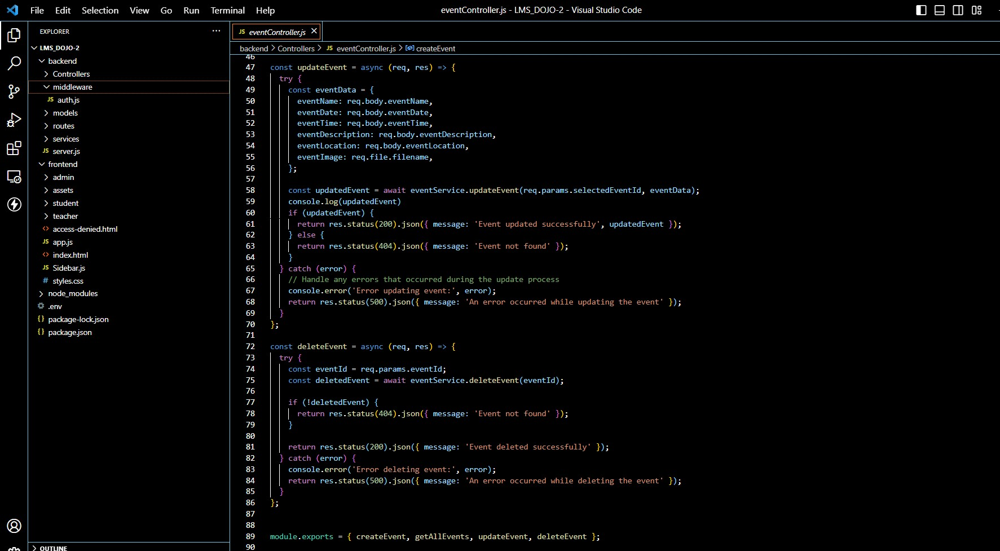 File Edit Selection View Go Run Terminal Help
eventController.js - LMS_DOJO-2 - Visual Studio Code
EXPLORER ···
LMS_DOJO-2
backend
Controllers
middleware
JS auth.js
models
routes
services
JS server.js
frontend
admin
assets
student
teacher
<> access-denied.html
JS app.js
<> index.html
JS Sidebar.js
# styles.css
node_modules
.env
{} package-lock.json
{} package.json
OUTLINE
JS eventController.js
backend > Controllers > JS eventController.js > createEvent
46
47 const updateEvent = async (req, res) => {
48 try {
49 const eventData = {
50 eventName: req.body.eventName,
51 eventDate: req.body.eventDate,
52 eventTime: req.body.eventTime,
53 eventDescription: req.body.eventDescription,
54 eventLocation: req.body.eventLocation,
55 eventImage: req.file.filename,
56 };
57
58 const updatedEvent = await eventService.updateEvent(req.params.selectedEventId, eventData);
59 console.log(updatedEvent)
60 if (updatedEvent) {
61 return res.status(200).json({ message: 'Event updated successfully', updatedEvent });
62 } else {
63 return res.status(404).json({ message: 'Event not found' });
64 }
65 } catch (error) {
66 // Handle any errors that occurred during the update process
67 console.error('Error updating event:', error);
68 return res.status(500).json({ message: 'An error occurred while updating the event' });
69 }
70 };
71
72 const deleteEvent = async (req, res) => {
73 try {
74 const eventId = req.params.eventId;
75 const deletedEvent = await eventService.deleteEvent(eventId);
76
77 if (!deletedEvent) {
78 return res.status(404).json({ message: 'Event not found' });
79 }
80
81 return res.status(200).json({ message: 'Event deleted successfully' });
82 } catch (error) {
83 console.error('Error deleting event:', error);
84 return res.status(500).json({ message: 'An error occurred while deleting the event' });
85 }
86 };
87
88
89 module.exports = { createEvent, getAllEvents, updateEvent, deleteEvent };
90